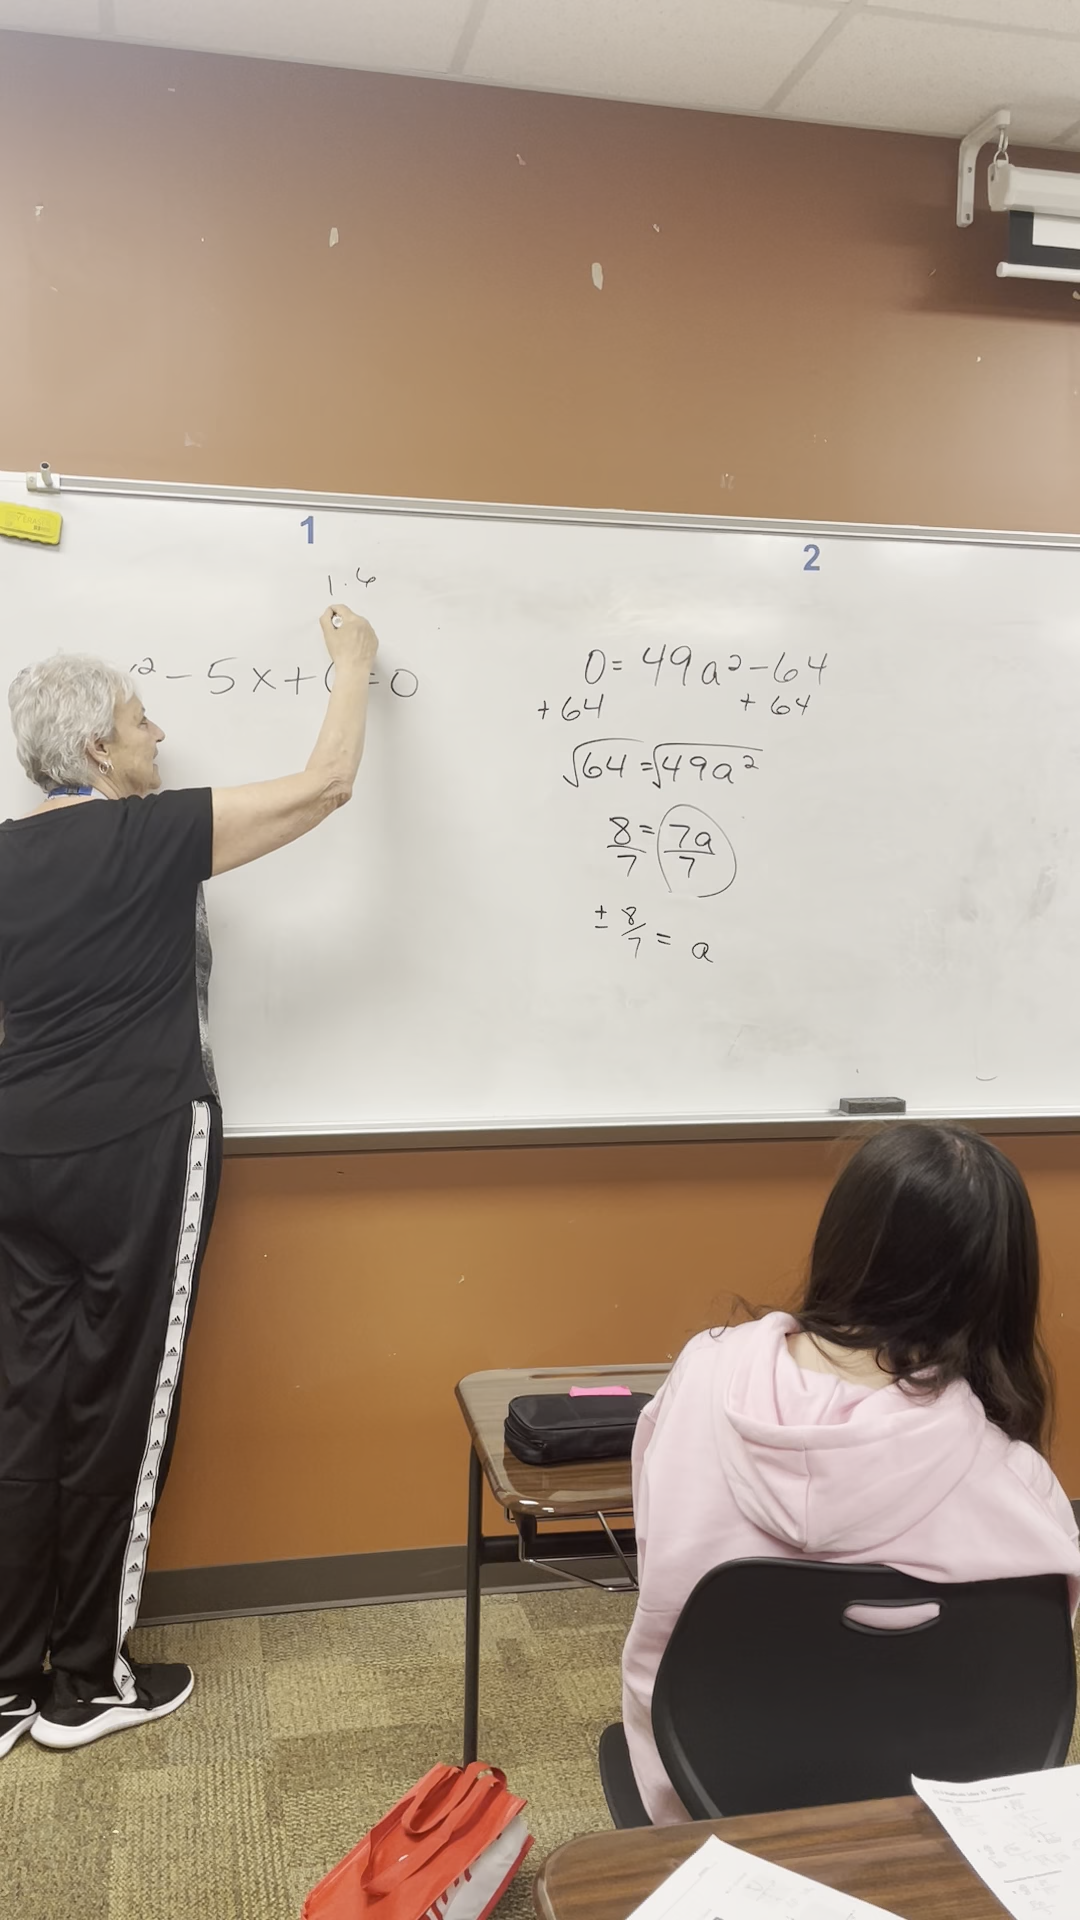 1
1.6
² - 5x + 6 = 0
2
0 = 49a² - 64
+ 64 + 64
√64 = √49a²
8/7 = 7a/7
± 8/7 = a